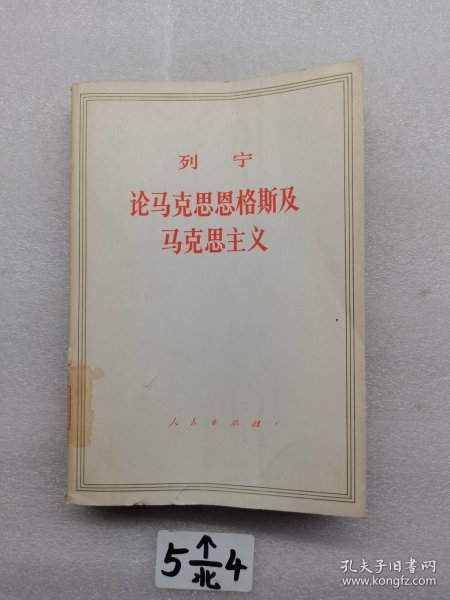 列 宁
论马克思恩格斯及
马克思主义
人民出版社
5 ↑ 4
北
孔夫子旧书网
www.kongfz.com